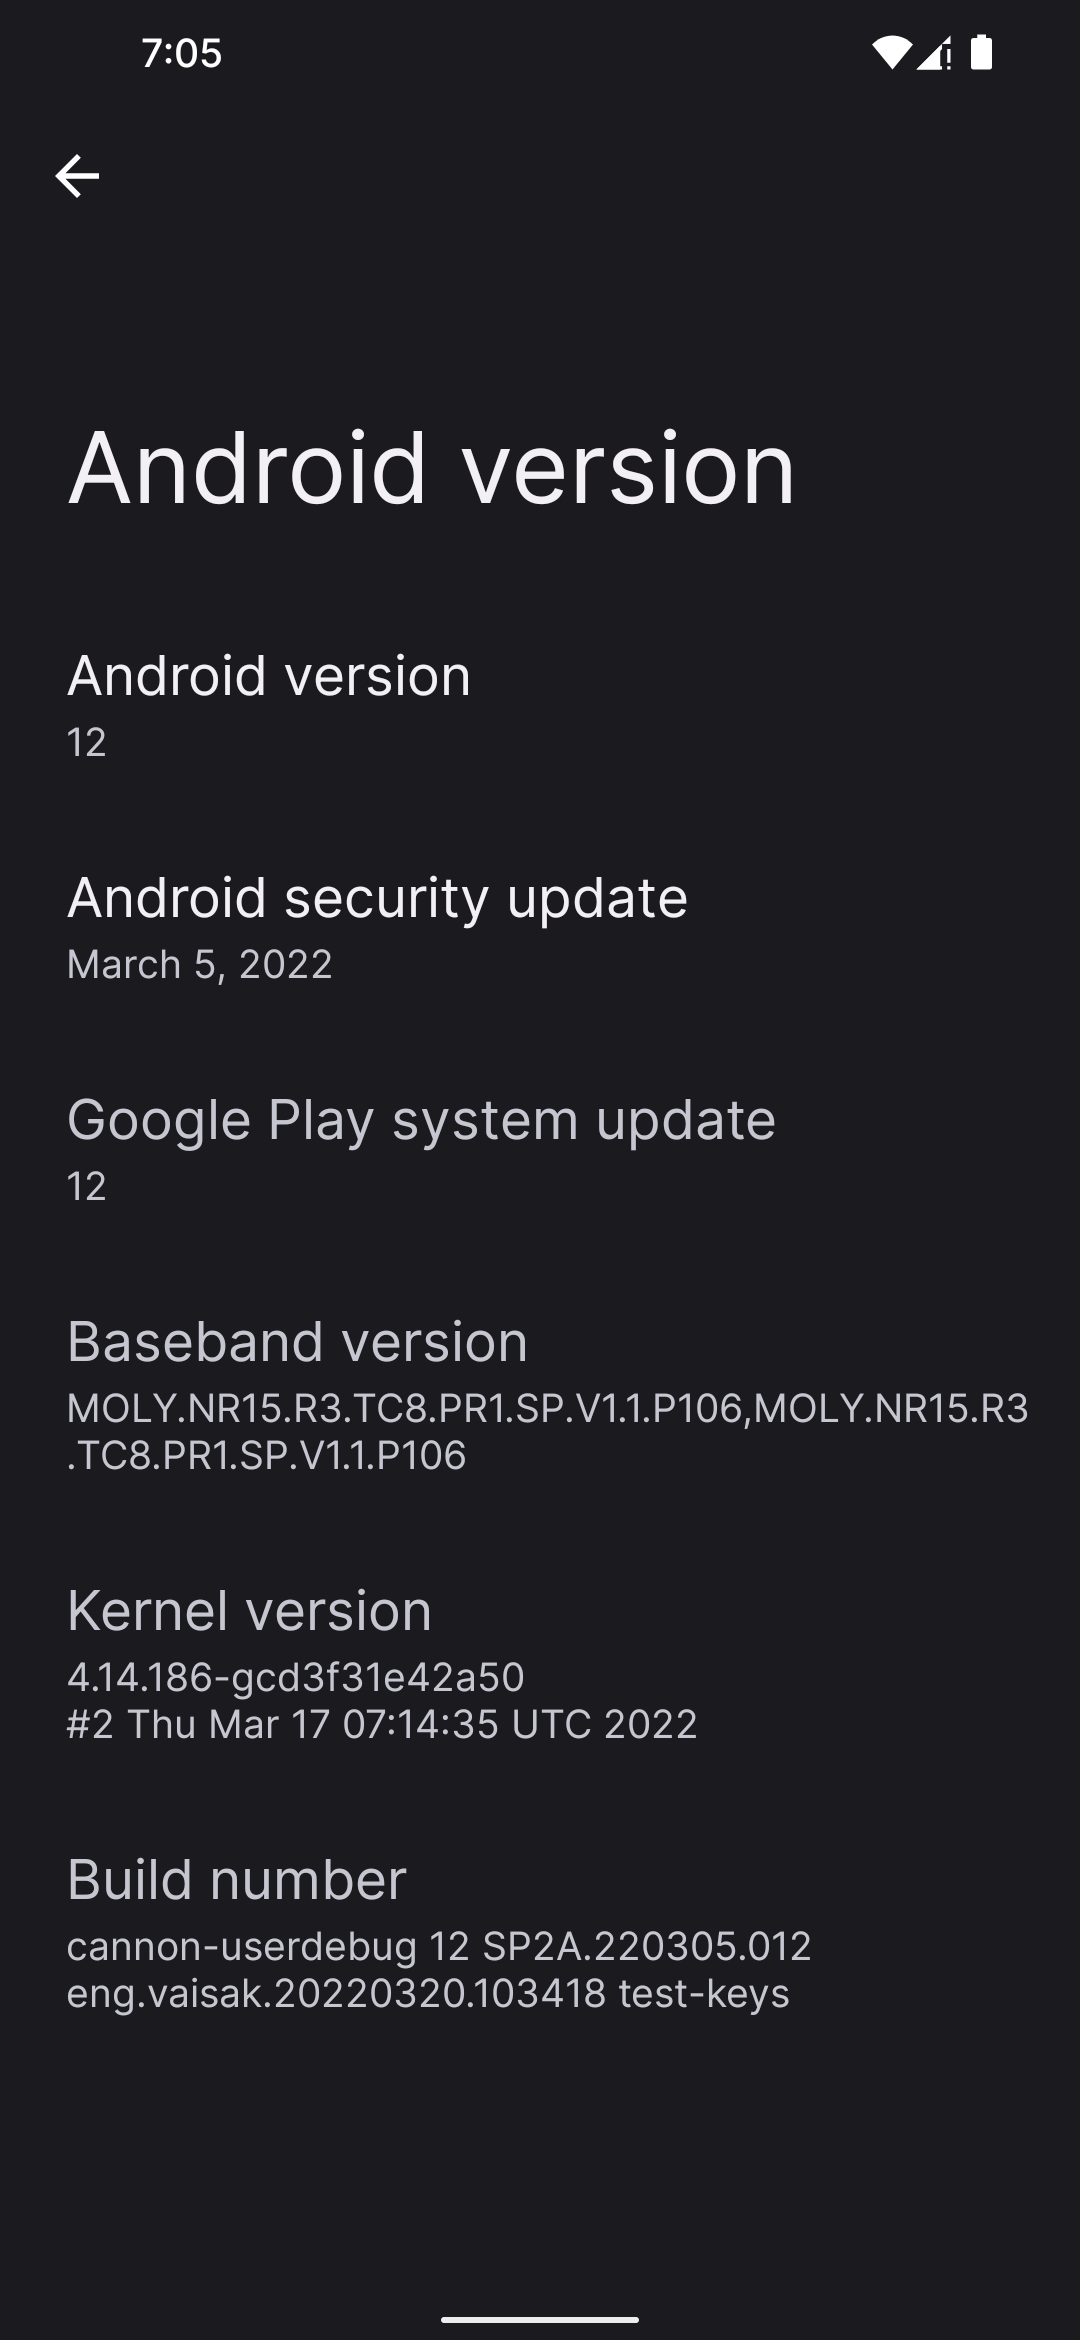 7:05
Android version
Android version
12
Android security update
March 5, 2022
Google Play system update
12
Baseband version
MOLY.NR15.R3.TC8.PR1.SP.V1.1.P106,MOLY.NR15.R3
.TC8.PR1.SP.V1.1.P106
Kernel version
4.14.186-gcd3f31e42a50
#2 Thu Mar 17 07:14:35 UTC 2022
Build number
cannon-userdebug 12 SP2A.220305.012
eng.vaisak.20220320.103418 test-keys